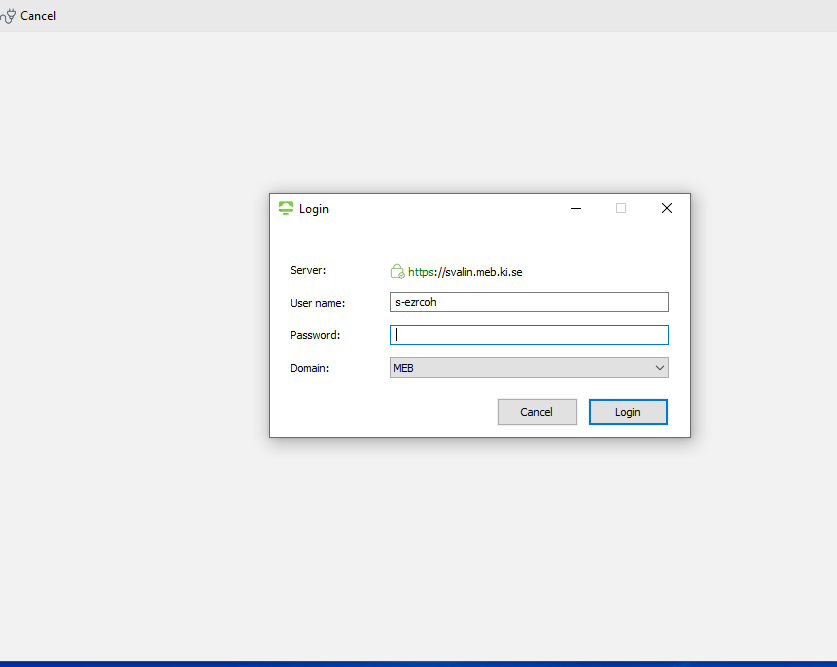 Cancel
Login
Server: https://svalin.meb.ki.se
User name: s-ezrcoh
Password:
Domain: MEB
Cancel Login